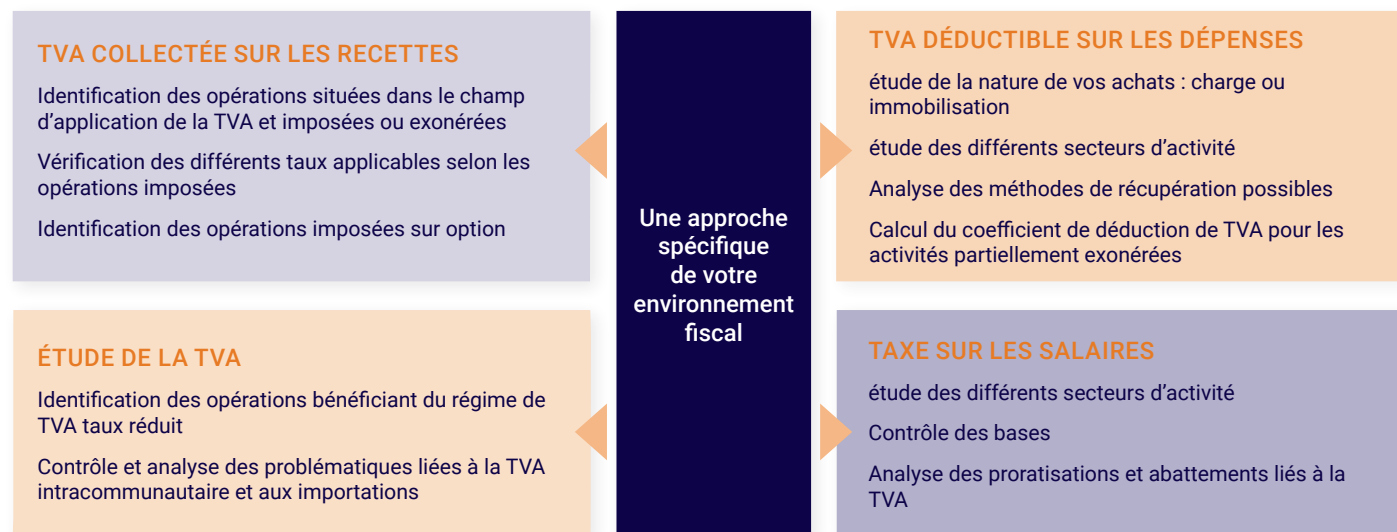 TVA COLLECTÉE SUR LES RECETTES
Identification des opérations situées dans le champ
d’application de la TVA et imposées ou exonérées
Vérification des différents taux applicables selon les
opérations imposées
Identification des opérations imposées sur option
ÉTUDE DE LA TVA
Identification des opérations bénéficiant du régime de
TVA taux réduit
Contrôle et analyse des problématiques liées à la TVA
intracommunautaire et aux importations
Une approche
spécifique
de votre
environnement
fiscal
TVA DÉDUCTIBLE SUR LES DÉPENSES
étude de la nature de vos achats : charge ou
immobilisation
étude des différents secteurs d’activité
Analyse des méthodes de récupération possibles
Calcul du coefficient de déduction de TVA pour les
activités partiellement exonérées
TAXE SUR LES SALAIRES
étude des différents secteurs d’activité
Contrôle des bases
Analyse des proratisations et abattements liés à la
TVA